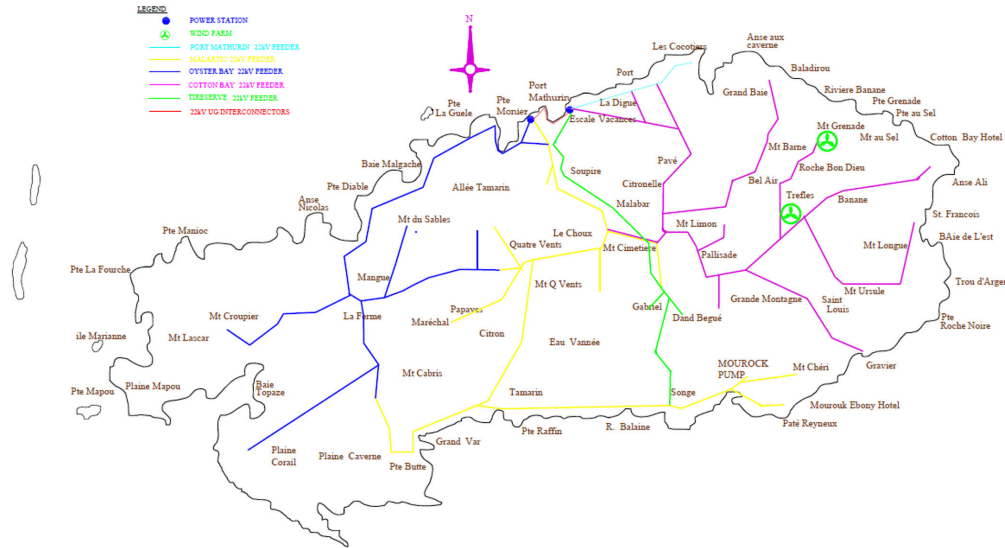 LEGEND
POWER STATION
WIND FARM
PORT MATHURIN 22kV FEEDER
MALARTIC 22kV FEEDER
OYSTER BAY 22kV FEEDER
COTTON BAY 22kV FEEDER
22kV UG INTERCONNECTORS
N
Les Cocotiers
Anse aux
caverne
Baladirou
Port
Port
Mathurin
La Digue
Grand Baie
Riviere Banane
Pte Grenade
Pte au Sel
Pte
La Guele
Pte
Monier
Escale Vacances
Mt Grenade
Mt au Sel
Cotton Bay Hotel
Mt Barne
Baie Malgache
Pavé
Roche Bon Dieu
Soupire
Bel Air
Anse Ali
Pte Diable
Allée Tamarin
Citronelle
Trefles
Banane
Anse
Nicolas
Malabar
St. Francois
Mt du Sables
Mt Limon
Pte Manioc
Le Choux
BAie de L'est
Quatre Vents
Mt Cimetiere
Pallisade
Mt Longue
Pte La Fourche
Mangue
Mt Q Vents
Trou d'Arger
Mt Ursule
Grande Montagne
Saint
Louis
Papayes
Gabriel
Dand Begué
Mt Croupier
La Ferme
Maréchal
Citron
Pte
Roche Noire
ile Marianne
Mt Lascar
Eau Vannée
Gravier
MOUROCK
PUMP
Mt Chéri
Mt Cabris
Pte Mapou
Plaine Mapou
Baie
Topaze
Tamarin
Songe
Mourouk Ebony Hotel
Paté Reyneux
R. Balaine
Pte Raffin
Grand Var
Plaine
Corail
Plaine Caverne
Pte Butte